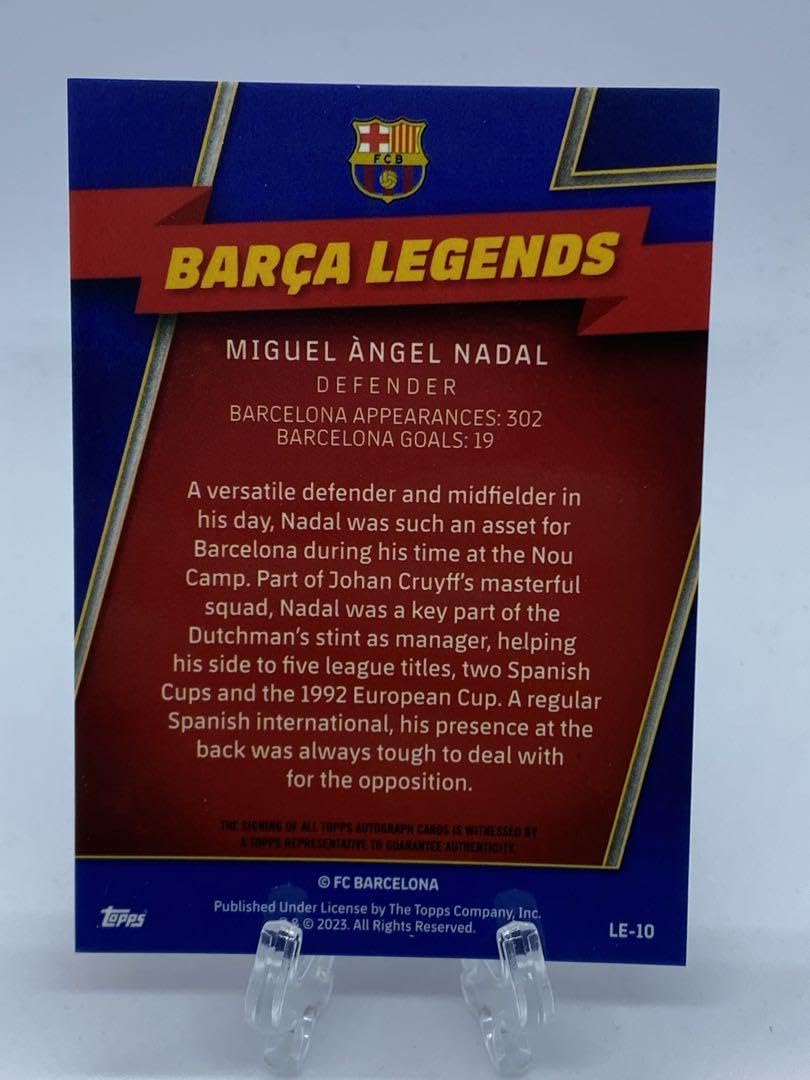 FCB
BARÇA LEGENDS
MIGUEL ÀNGEL NADAL
DEFENDER
BARCELONA APPEARANCES: 302
BARCELONA GOALS: 19
A versatile defender and midfielder in
his day, Nadal was such an asset for
Barcelona during his time at the Nou
Camp. Part of Johan Cruyff's masterful
squad, Nadal was a key part of the
Dutchman's stint as manager, helping
his side to five league titles, two Spanish
Cups and the 1992 European Cup. A regular
Spanish international, his presence at the
back was always tough to deal with
for the opposition.
THE SIGNING OF ALL TOPPS AUTOGRAPH CARDS IS WITNESSED BY
A TOPPS REPRESENTATIVE TO GUARANTEE AUTHENTICITY.
© FC BARCELONA
Topps
Published Under License by The Topps Company, Inc.
& © 2023. All Rights Reserved.
LE-10